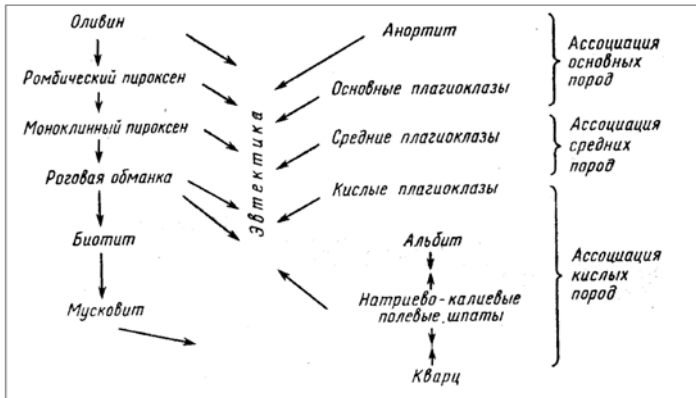 Оливин
Ромбический пироксен
Моноклинный пироксен
Роговая обманка
Биотит
Мусковит
Эвтектика
Анортит
Основные плагиоклазы
Средние плагиоклазы
Кислые плагиоклазы
Альбит
Натриево-калиевые
полевые шпаты
Кварц
Ассоциация
основных
пород
Ассоциация
средних
пород
Ассоциация
кислых
пород